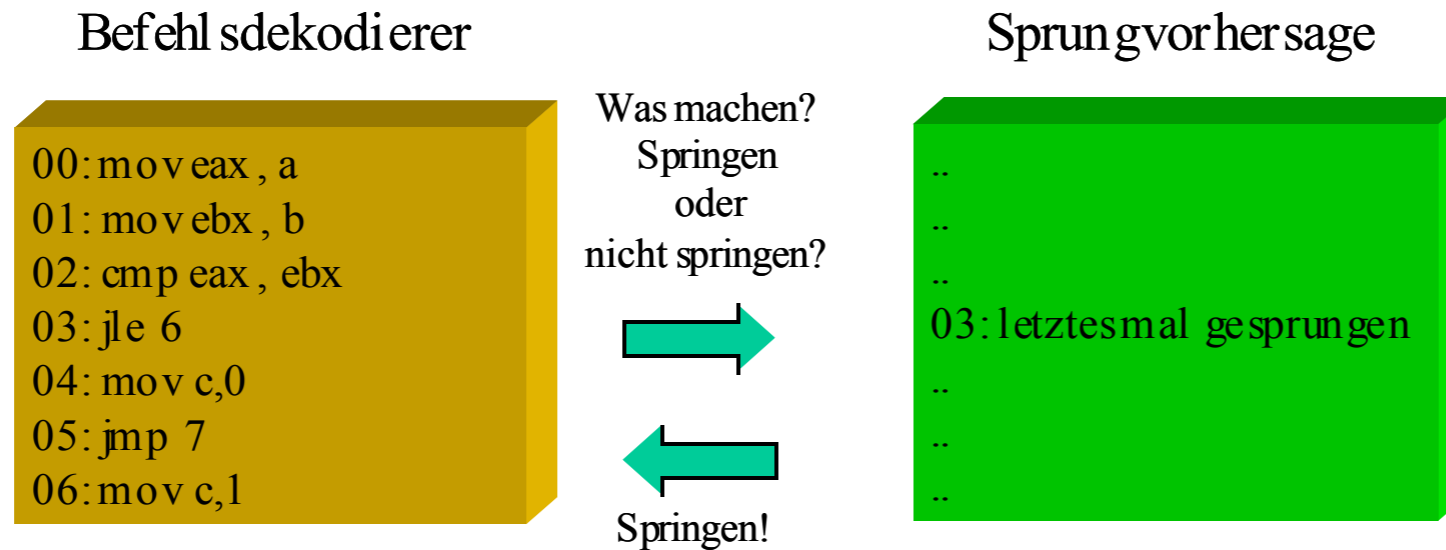 Befehlsdekodierer
Sprungvorhersage
00: mov eax, a
01: mov ebx, b
02: cmp eax, ebx
03: jle 6
04: mov c,0
05: jmp 7
06: mov c,1
Was machen?
Springen
oder
nicht springen?
Springen!
..
..
..
03: letztesmal gesprungen
..
..
..